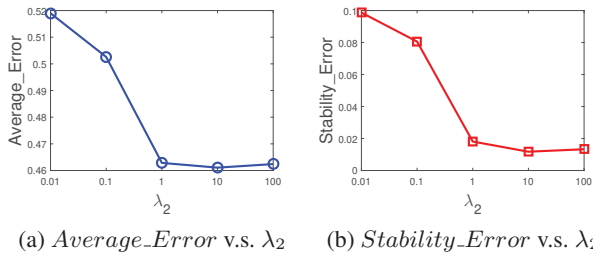 0.52
0.51
0.5
0.49
0.48
0.47
0.46
Average_Error
0.01 0.1 1 10 100
λ2
0.1
0.08
0.06
0.04
0.02
0
Stability_Error
0.01 0.1 1 10 100
λ2
(a) Average_Error v.s. λ2
(b) Stability_Error v.s. λ2